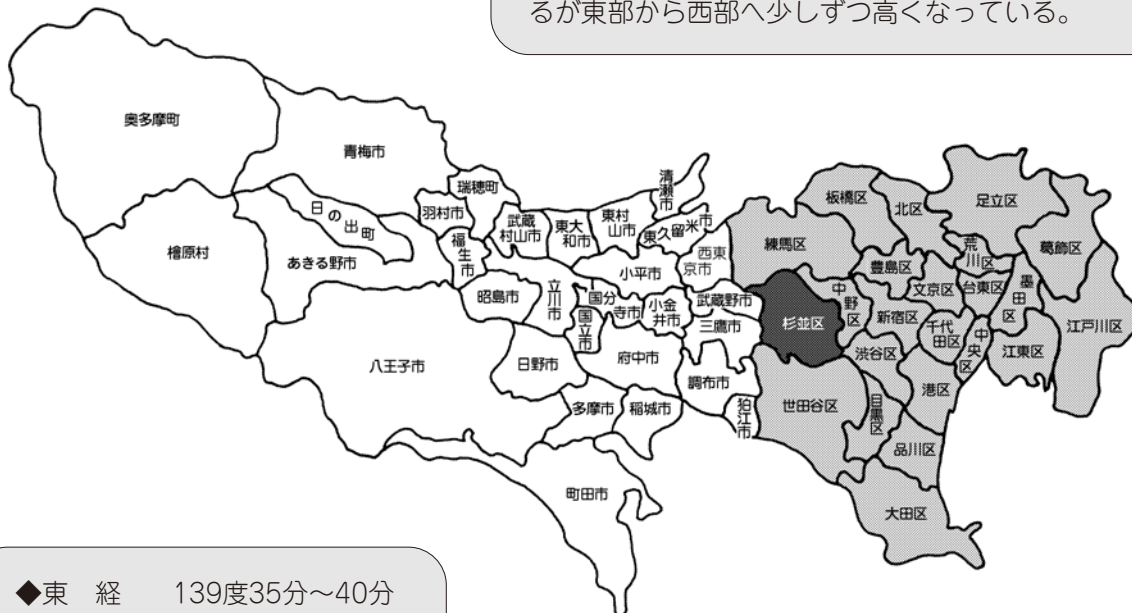 るが東部から西部へ少しずつ高くなっている。
奥多摩町
青梅市
瑞穂町
清瀬市
板橋区
北区
足立区
日の出町
羽村市
武蔵村山市
東大和市
東村山市
東久留米市
西東京市
練馬区
荒川区
葛飾区
檜原村
あきる野市
福生市
小平市
豊島区
文京区
台東区
墨田区
昭島市
立川市
国分寺市
小金井市
武蔵野市
杉並区
中野区
新宿区
千代田区
中央区
江東区
江戸川区
国立市
三鷹市
八王子市
日野市
府中市
調布市
渋谷区
港区
多摩市
稲城市
狛江市
世田谷区
目黒区
品川区
町田市
大田区
◆東 経 139度35分〜40分